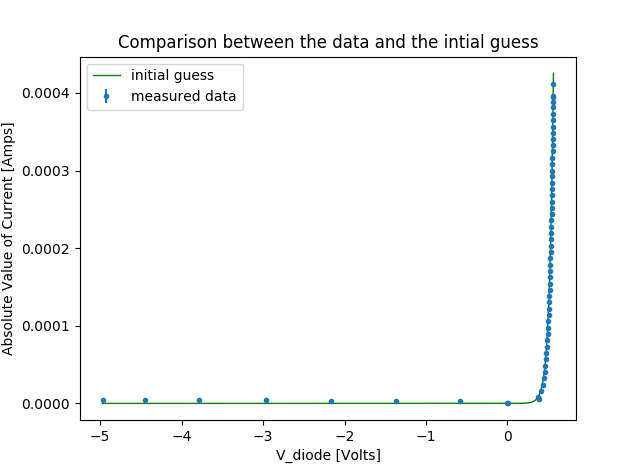 Comparison between the data and the intial guess
initial guess
measured data
Absolute Value of Current [Amps]
0.0004
0.0003
0.0002
0.0001
0.0000
−5 −4 −3 −2 −1 0
V_diode [Volts]